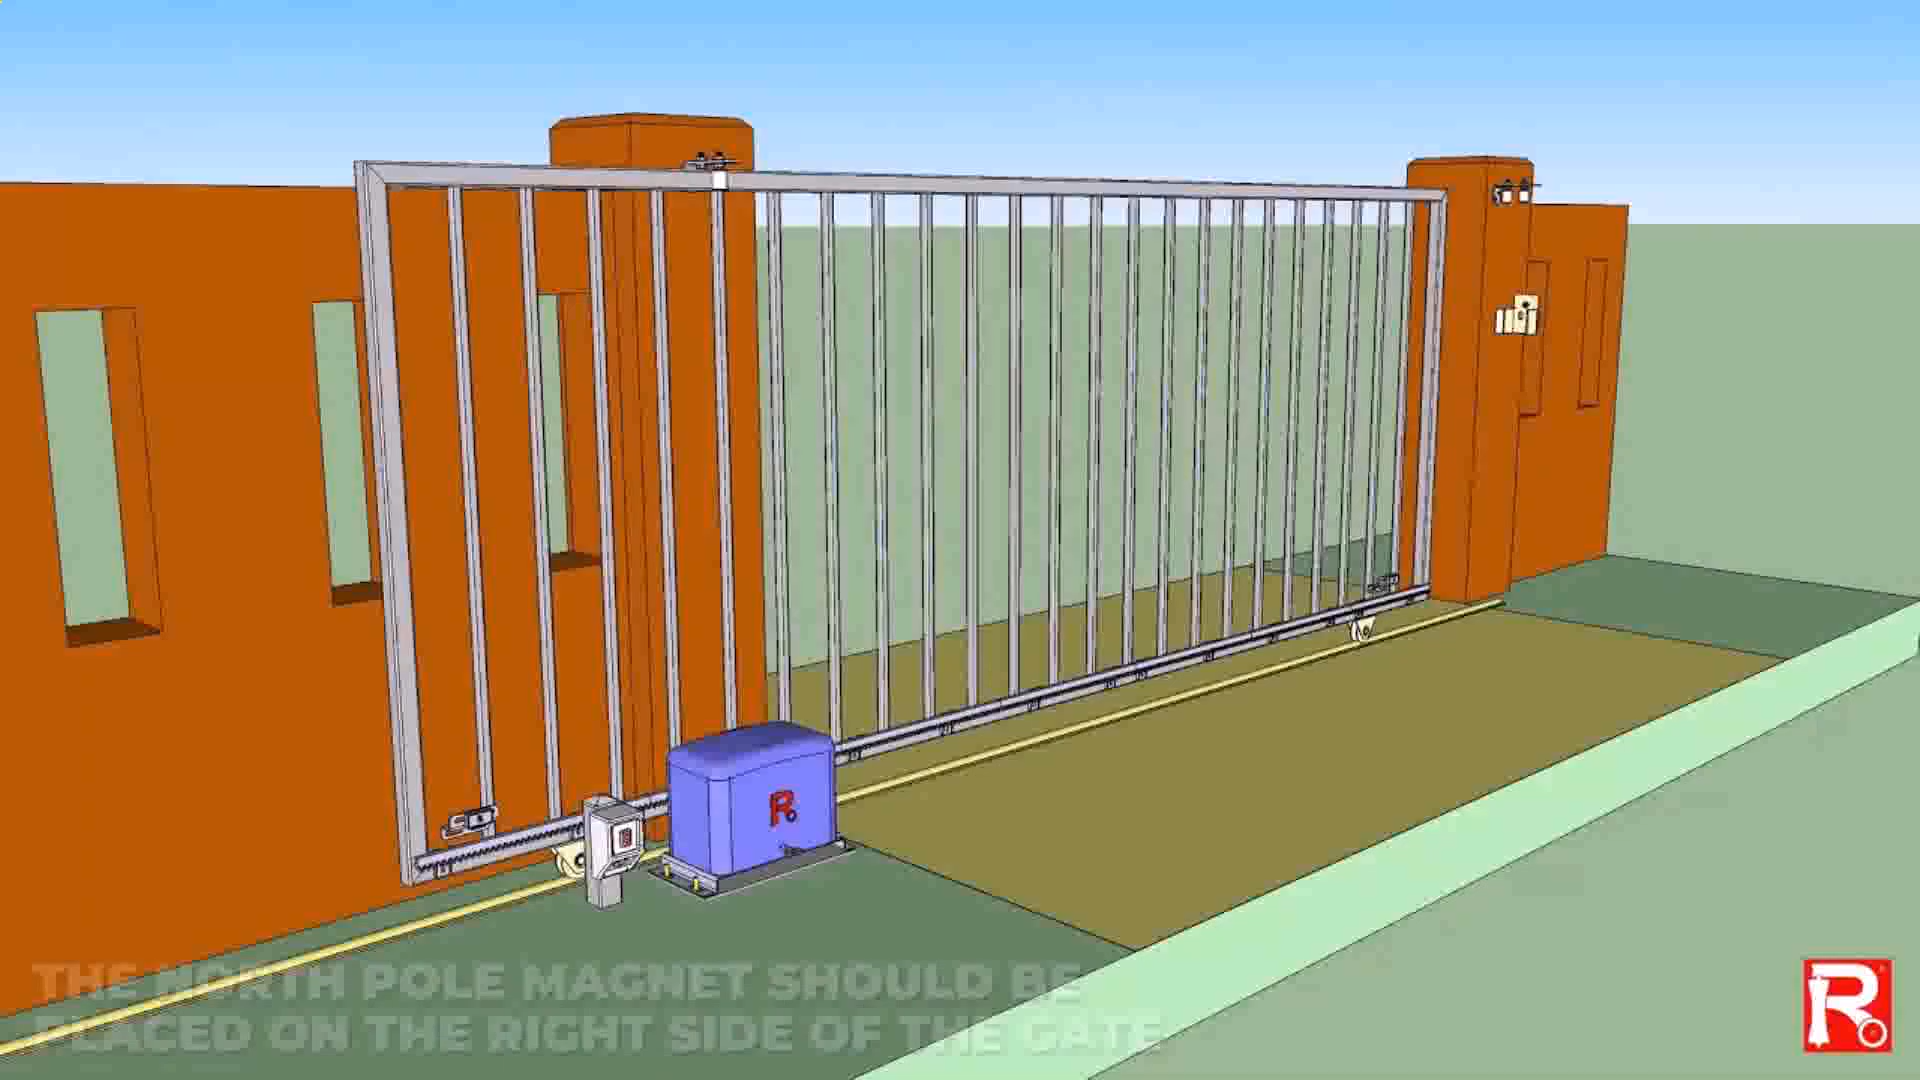 R
THE NORTH POLE MAGNET SHOULD BE
PLACED ON THE RIGHT SIDE OF THE GATE
R